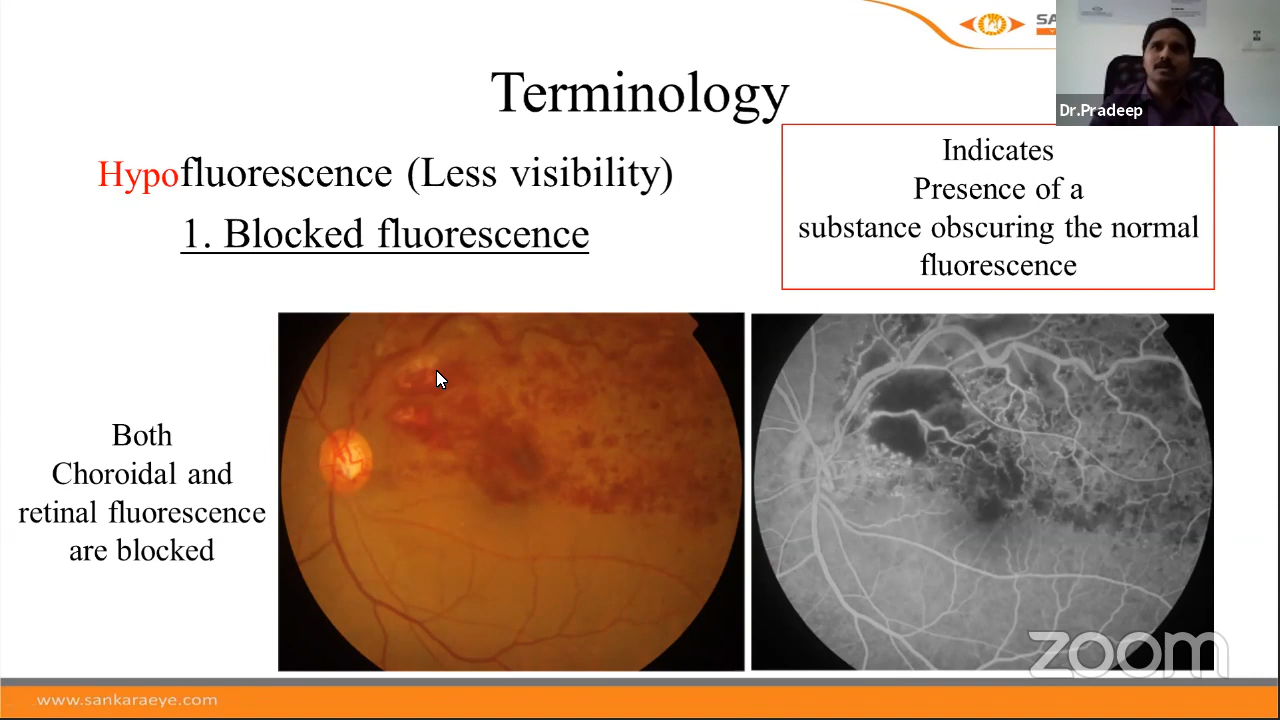 SA
Terminology
Dr.Pradeep
Hypofluorescence (Less visibility)
1. Blocked fluorescence
Indicates
Presence of a
substance obscuring the normal
fluorescence
Both
Choroidal and
retinal fluorescence
are blocked
zoom
www.sankaraeye.com